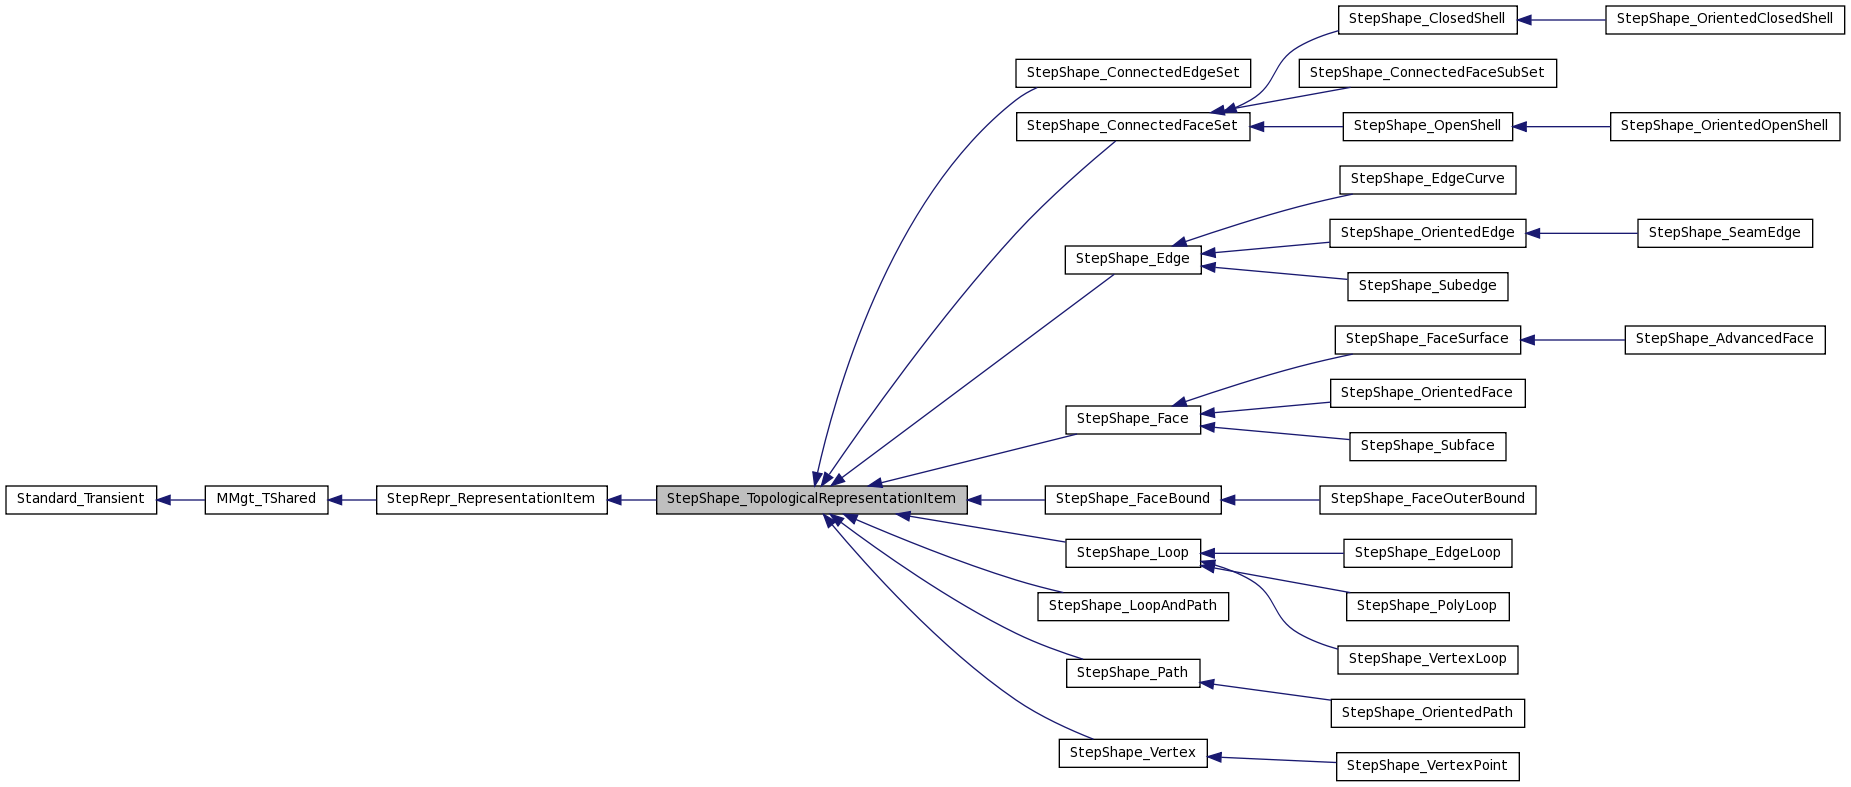 StepShape_ClosedShell
StepShape_OrientedClosedShell
StepShape_ConnectedEdgeSet
StepShape_ConnectedFaceSubSet
StepShape_ConnectedFaceSet
StepShape_OpenShell
StepShape_OrientedOpenShell
StepShape_EdgeCurve
StepShape_OrientedEdge
StepShape_SeamEdge
StepShape_Edge
StepShape_Subedge
StepShape_FaceSurface
StepShape_AdvancedFace
StepShape_OrientedFace
StepShape_Face
StepShape_Subface
Standard_Transient
MMgt_TShared
StepRepr_RepresentationItem
StepShape_TopologicalRepresentationItem
StepShape_FaceBound
StepShape_FaceOuterBound
StepShape_Loop
StepShape_EdgeLoop
StepShape_LoopAndPath
StepShape_PolyLoop
StepShape_VertexLoop
StepShape_Path
StepShape_OrientedPath
StepShape_Vertex
StepShape_VertexPoint